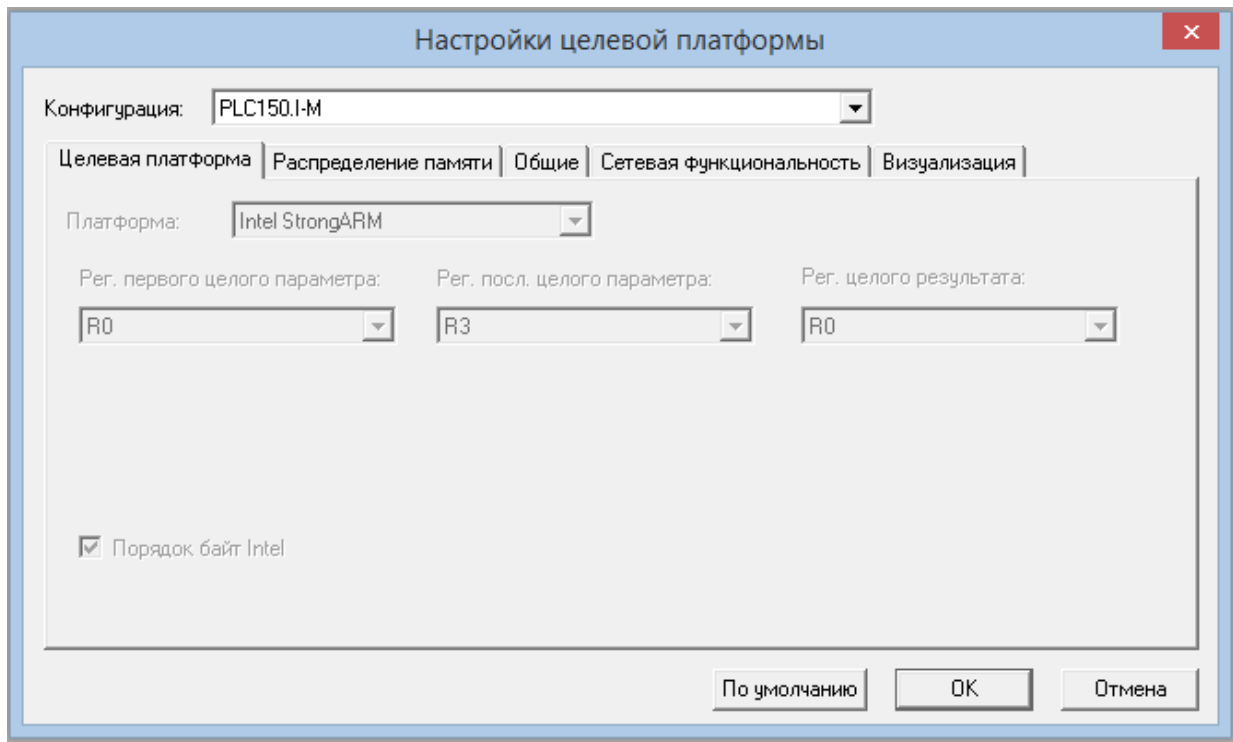 Настройки целевой платформы
Конфигурация: PLC150.I-M
Целевая платформа Распределение памяти Общие Сетевая функциональность Визуализация
Платформа: Intel StrongARM
Рег. первого целого параметра: Рег. посл. целого параметра: Рег. целого результата:
R0 R3 R0
Порядок байт Intel
По умолчанию OK Отмена